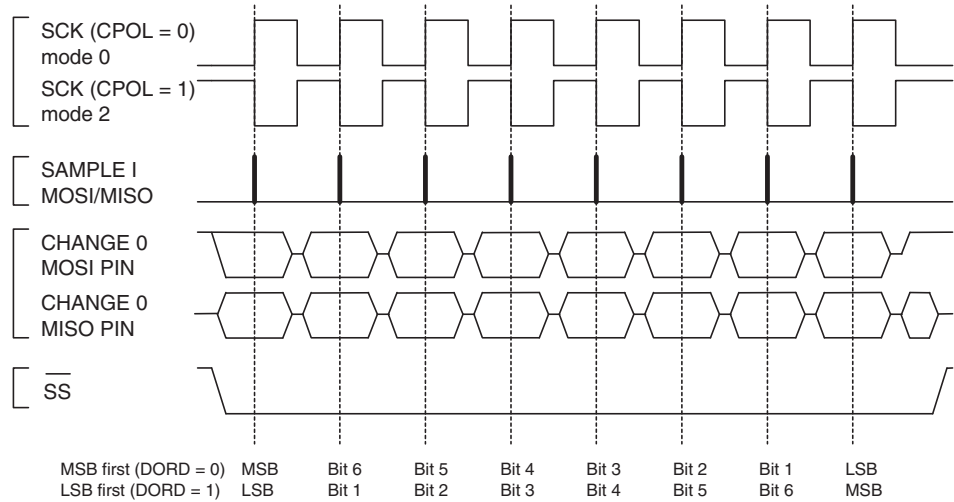 SCK (CPOL = 0)
mode 0
SCK (CPOL = 1)
mode 2
SAMPLE I
MOSI/MISO
CHANGE 0
MOSI PIN
CHANGE 0
MISO PIN
SS
MSB first (DORD = 0) MSB Bit 6 Bit 5 Bit 4 Bit 3 Bit 2 Bit 1 LSB
LSB first (DORD = 1) LSB Bit 1 Bit 2 Bit 3 Bit 4 Bit 5 Bit 6 MSB